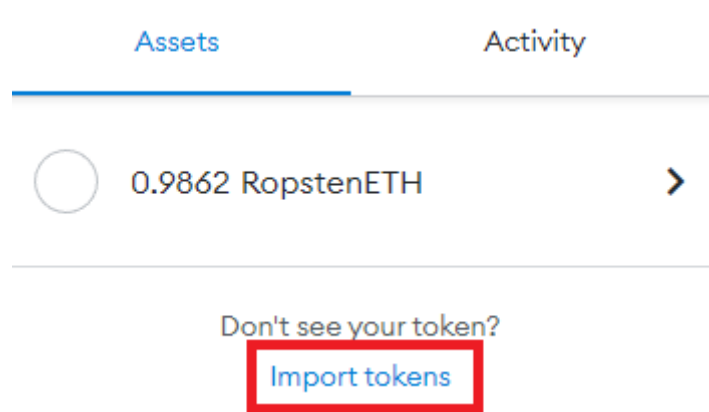 Assets Activity
0.9862 RopstenETH
Don't see your token?
Import tokens